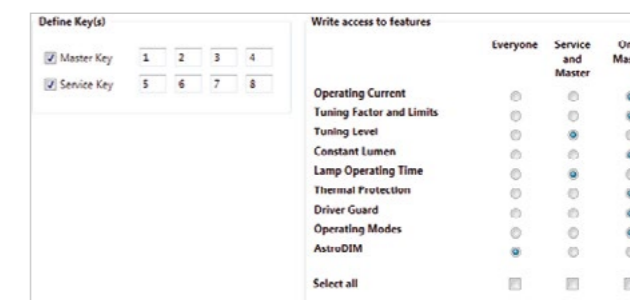 Define Key(s)
Master Key 1 2 3 4
Service Key 5 6 7 8
Write access to features
Everyone Service and Master
Operating Current
Tuning Factor and Limits
Tuning Level
Constant Lumen
Lamp Operating Time
Thermal Protection
Driver Guard
Operating Modes
AstroDIM
Select all